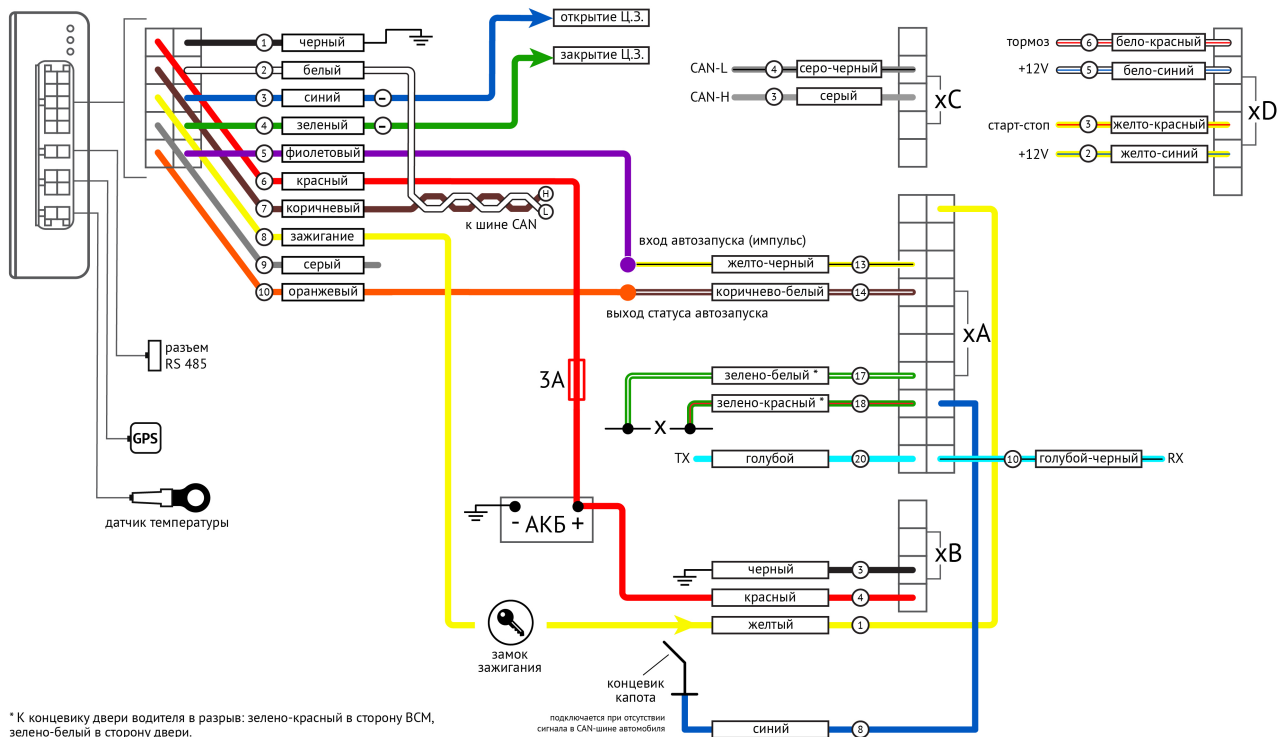 1 черный
2 белый
3 синий −
4 зеленый −
5 фиолетовый
6 красный
7 коричневый
8 зажигание
9 серый
10 оранжевый
открытие Ц.З.
закрытие Ц.З.
H
L
к шине CAN
CAN-L 4 серо-черный
CAN-H 3 серый
xC
тормоз 6 бело-красный
+12V 5 бело-синий
старт-стоп 3 желто-красный
+12V 2 желто-синий
xD
вход автозапуска (импульс)
желто-черный 13
коричнево-белый 14
выход статуса автозапуска
xA
зелено-белый * 17
зелено-красный * 18
x
TX голубой 20
10 голубой-черный RX
разъем
RS 485
GPS
датчик температуры
3А
- АКБ +
xB
черный 3
красный 4
желтый 1
замок
зажигания
концевик
капота
подключается при отсутствии
сигнала в CAN-шине автомобиля
синий 8
* К концевику двери водителя в разрыв: зелено-красный в сторону BCM,
зелено-белый в сторону двери.